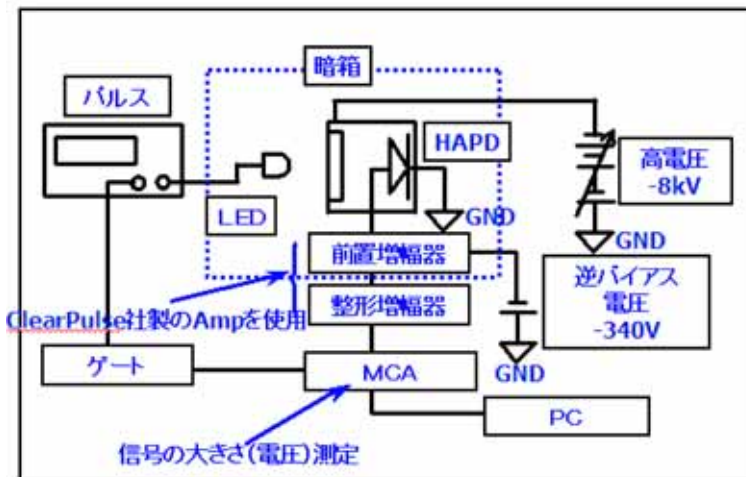 暗箱
パルス
HAPD
高電圧
-8kV
LED
GND
GND
前置増幅器
逆バイアス
電圧
-340V
ClearPulse社製のAmpを使用
整形増幅器
ゲート
MCA
GND
PC
信号の大きさ(電圧)測定